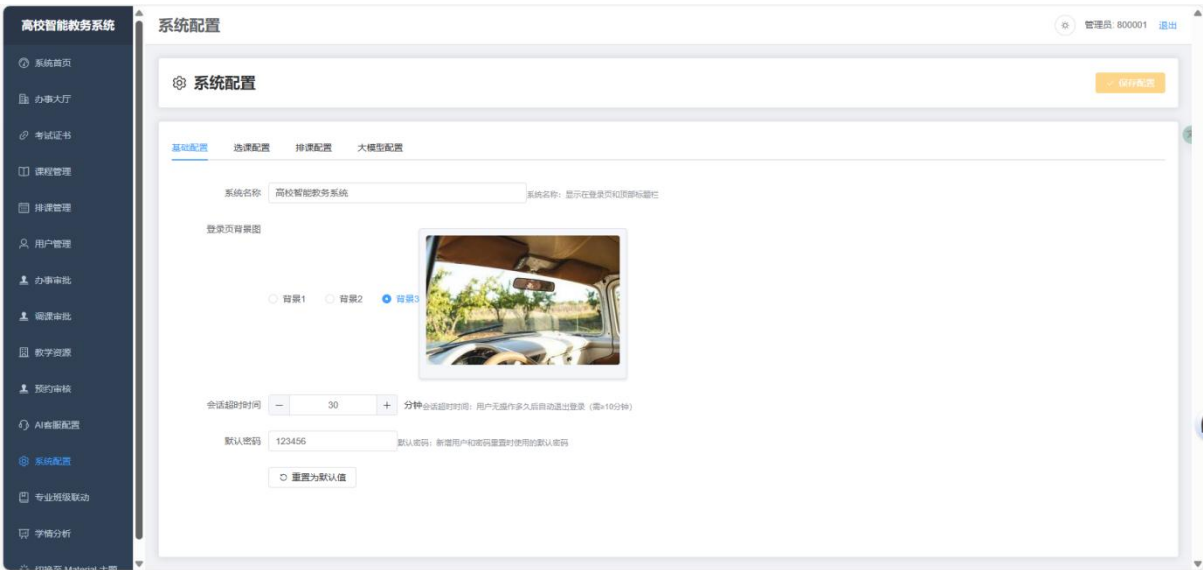 高校智能教务系统
系统首页
办事大厅
考试证书
课程管理
排课管理
用户管理
办事审批
调课审批
教学资源
预约审核
AI客服配置
系统配置
专业班级联动
学情分析
切换至 Material 主题
系统配置
管理员: 800001 退出
系统配置
保存配置
基础配置 选课配置 排课配置 大模型配置
系统名称 高校智能教务系统 系统名称：显示在登录页和顶部标题栏
登录页背景图
背景1 背景2 背景3
会话超时时间 − 30 + 分钟 会话超时时间：用户无操作多久后自动退出登录（需≥10分钟）
默认密码 123456 默认密码：新增用户和密码重置时使用的默认密码
重置为默认值